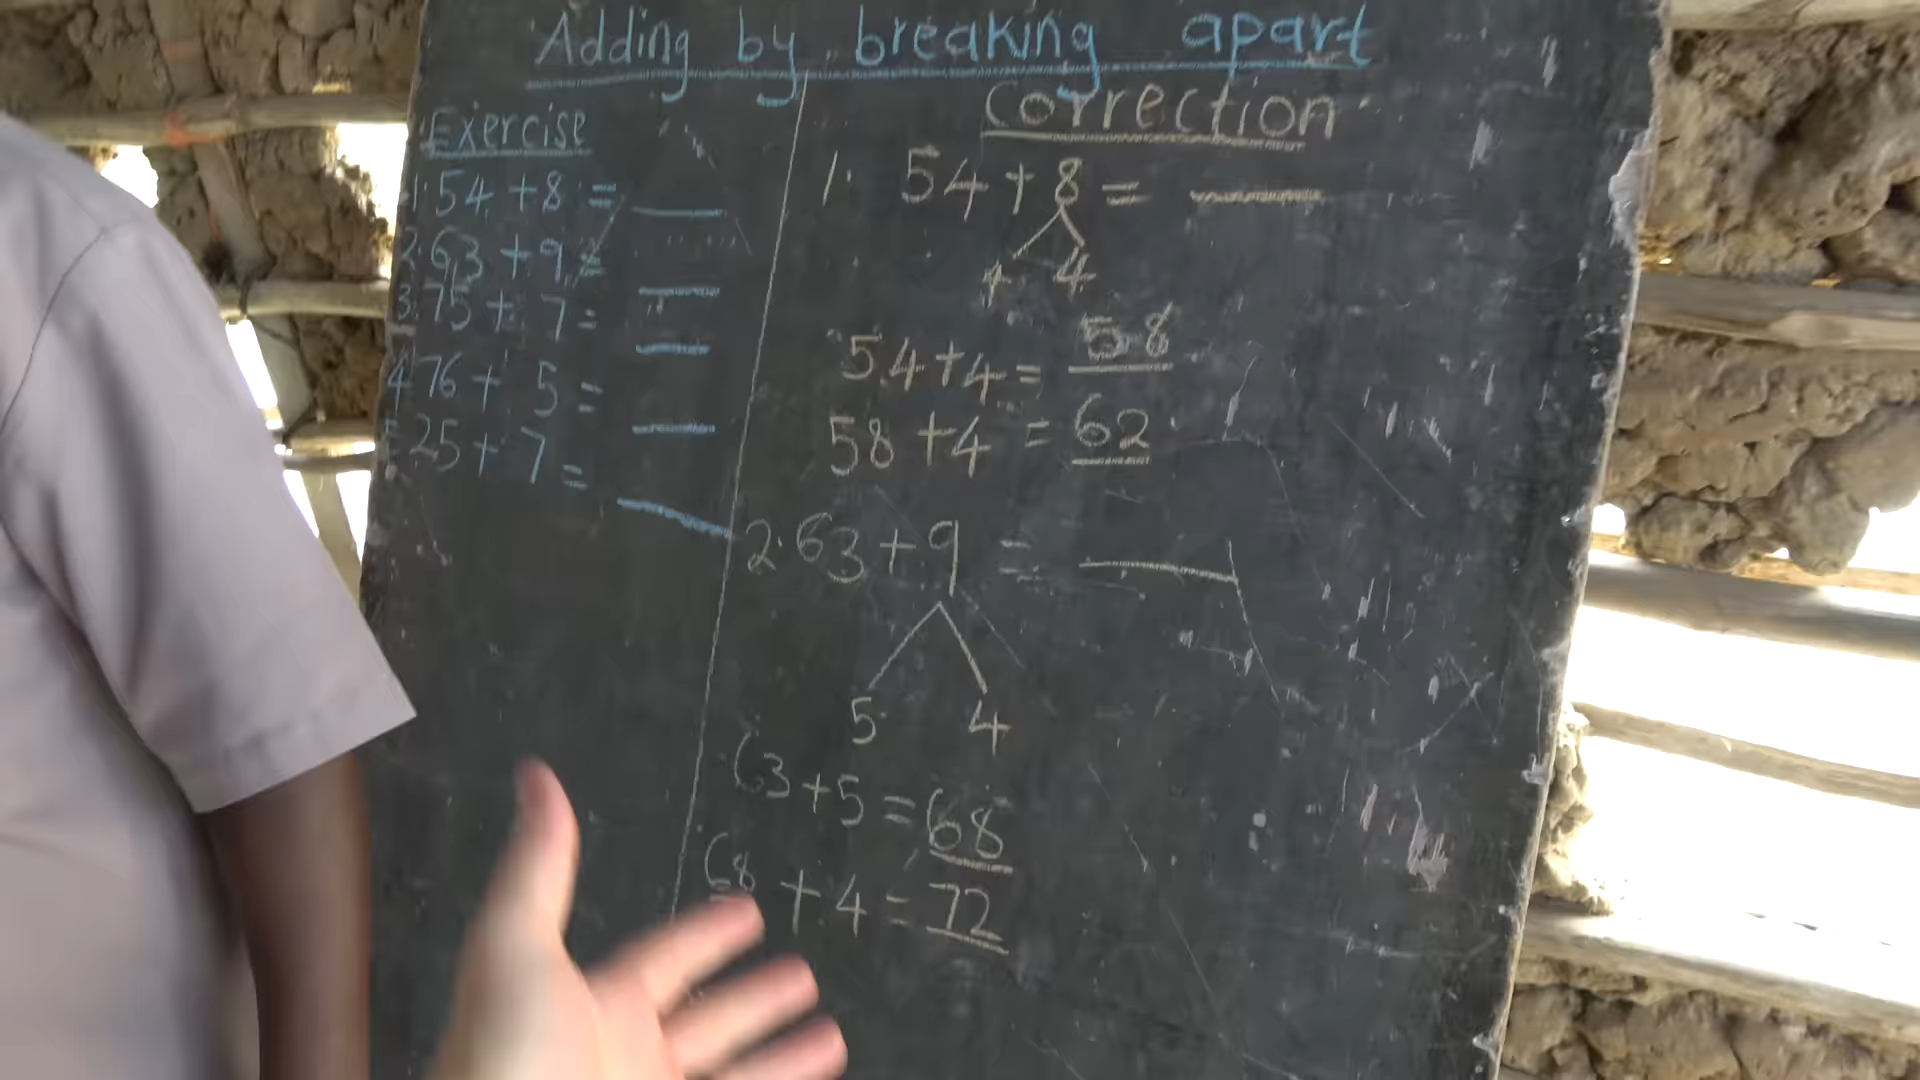 Adding by breaking apart
Exercise
1. 54 + 8 =
2. 63 + 9 =
3. 75 + 7 =
4 76 + 5 =
25 + 7 =
Correction
1. 54 + 8 =
4 4
54 + 4 = 58
58 + 4 = 62
2. 63 + 9 =
5 4
63 + 5 = 68
68 + 4 = 72